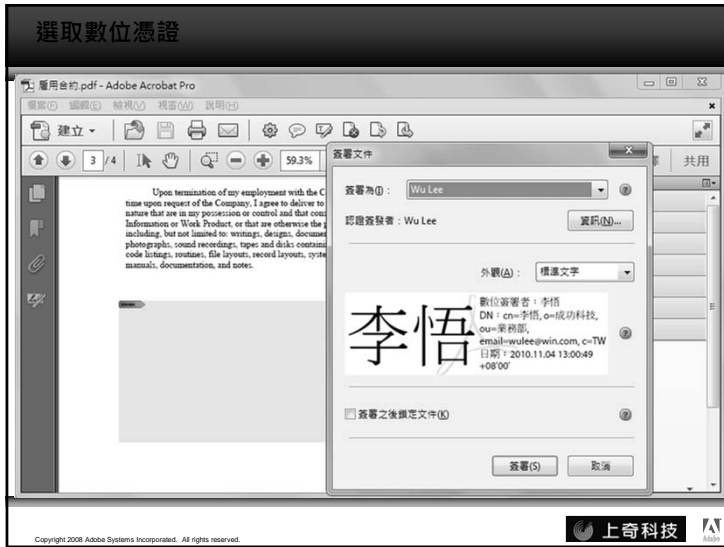 選取數位憑證
雇用合約.pdf - Adobe Acrobat Pro
檔案(F) 編輯(E) 檢視(V) 視窗(W) 說明(H)
建立
3 / 4 59.3% 共用
Upon termination of my employment with the C
time upon request of the Company, I agree to deliver to
nature that are in my possession or control and that cons
Information or Work Product, or that are otherwise the p
including, but not limited to: writings, designs, documen
photographs, sound recordings, tapes and disks containi
code listings, routines, file layouts, record layouts, syste
manuals, documentation, and notes.
簽署文件
簽署為(I)： Wu Lee
認證簽發者：Wu Lee 資訊(N)...
外觀(A)： 標準文字
李悟
數位簽署者：李悟
DN：cn=李悟, o=成功科技,
ou=業務部,
email=wulee@win.com, c=TW
日期：2010.11.04 13:00:49
+08'00'
簽署之後鎖定文件(K)
簽署(S) 取消
Copyright 2008 Adobe Systems Incorporated. All rights reserved.
上奇科技
Adobe